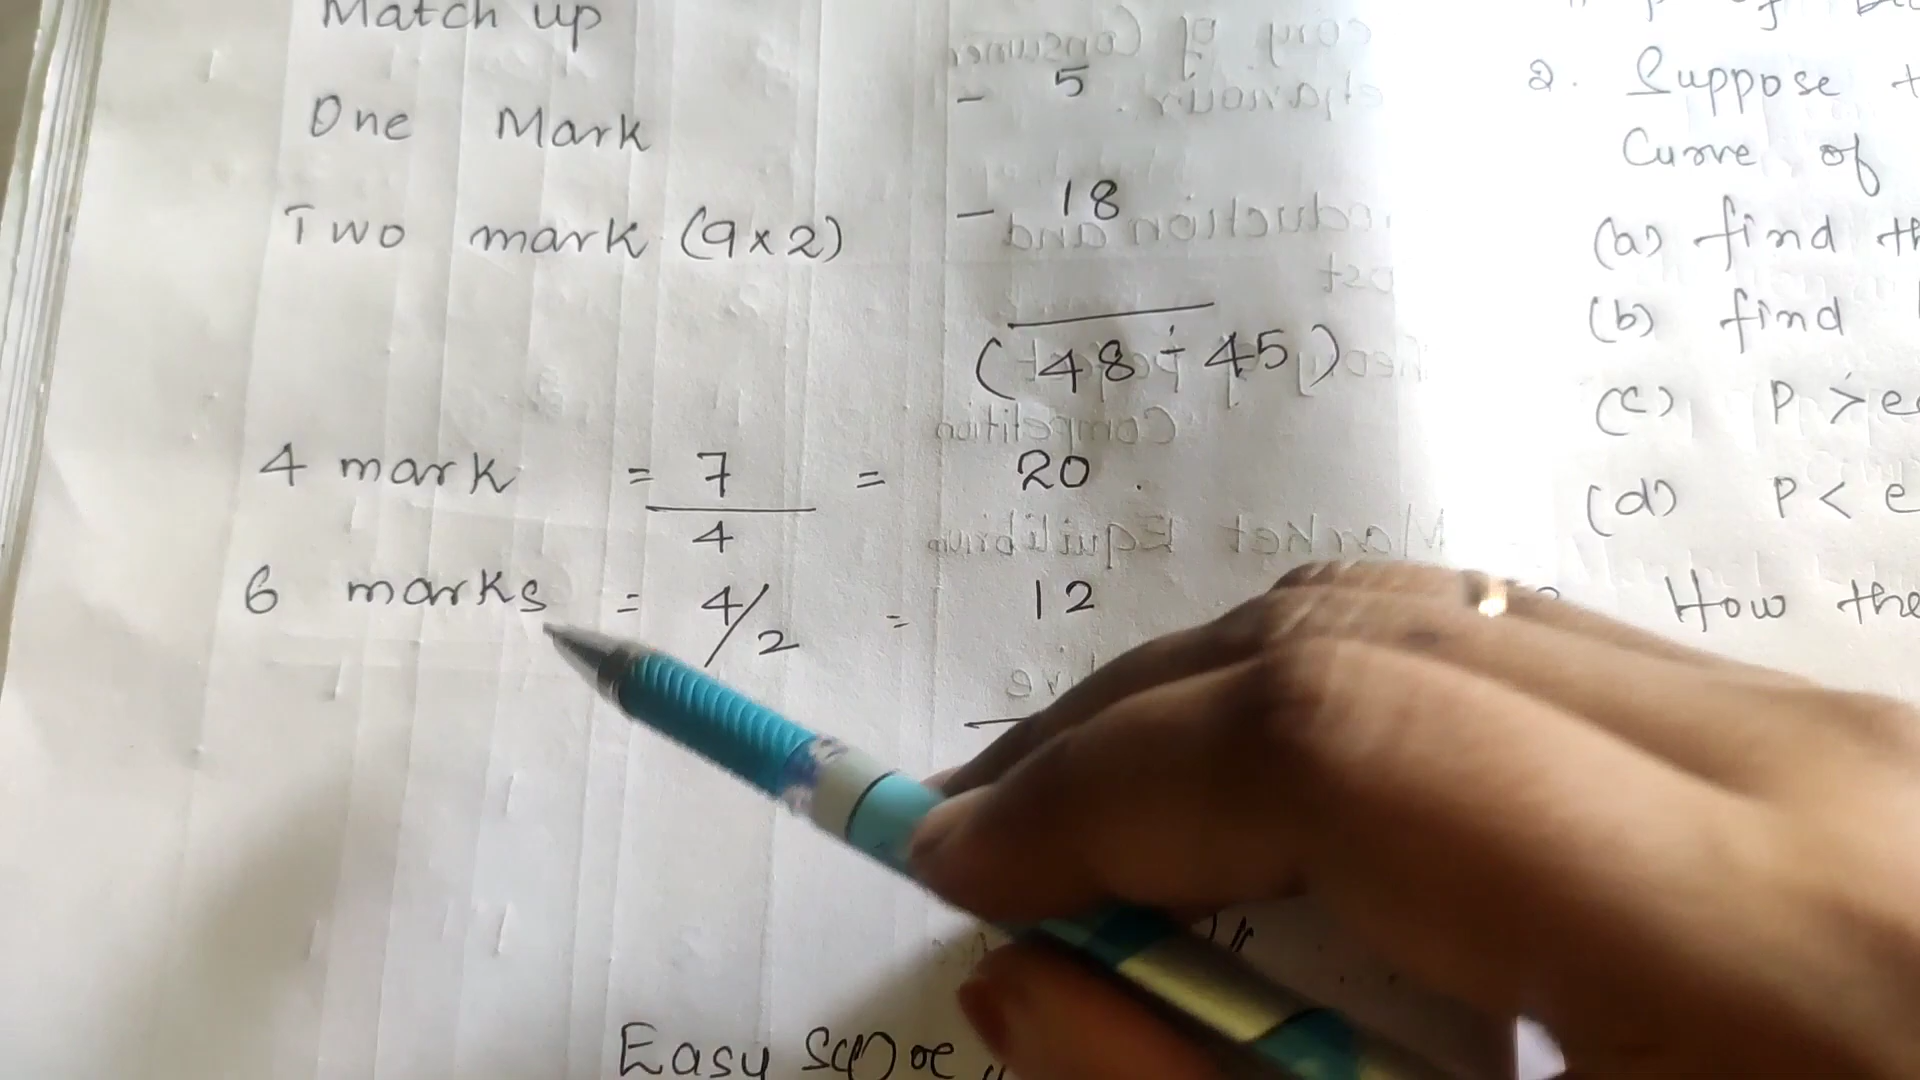 Match up
One Mark - 5
Two mark (9x2) - 18
(48 - 45)
4 mark = 7/4 = 20
6 marks = 4/2 = 12
Easy
2. Suppose
Curve of
(a) find
(b) find
(c) P >
(d) P <
How the